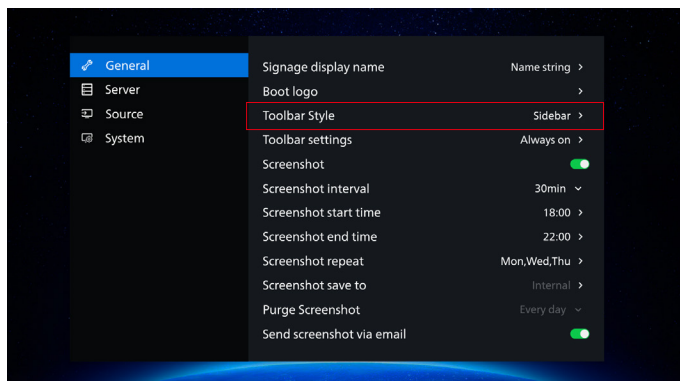 General
Server
Source
System
Signage display name Name string >
Boot logo >
Toolbar Style Sidebar >
Toolbar settings Always on >
Screenshot
Screenshot interval 30min
Screenshot start time 18:00 >
Screenshot end time 22:00 >
Screenshot repeat Mon,Wed,Thu >
Screenshot save to Internal >
Purge Screenshot Every day
Send screenshot via email